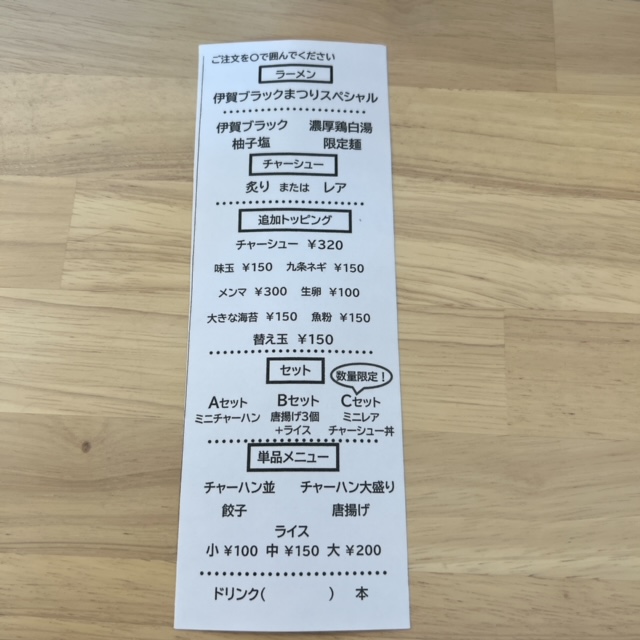 ご注文を〇で囲んでください
ラーメン
伊賀ブラックまつりスペシャル
伊賀ブラック 濃厚鶏白湯
柚子塩 限定麺
チャーシュー
炙り または レア
追加トッピング
チャーシュー ¥320
味玉 ¥150 九条ネギ ¥150
メンマ ¥300 生卵 ¥100
大きな海苔 ¥150 魚粉 ¥150
替え玉 ¥150
セット
数量限定!
Aセット Bセット Cセット
ミニチャーハン 唐揚げ3個 ミニレア
+ライス チャーシュー丼
単品メニュー
チャーハン並 チャーハン大盛り
餃子 唐揚げ
ライス
小 ¥100 中 ¥150 大 ¥200
ドリンク( ) 本